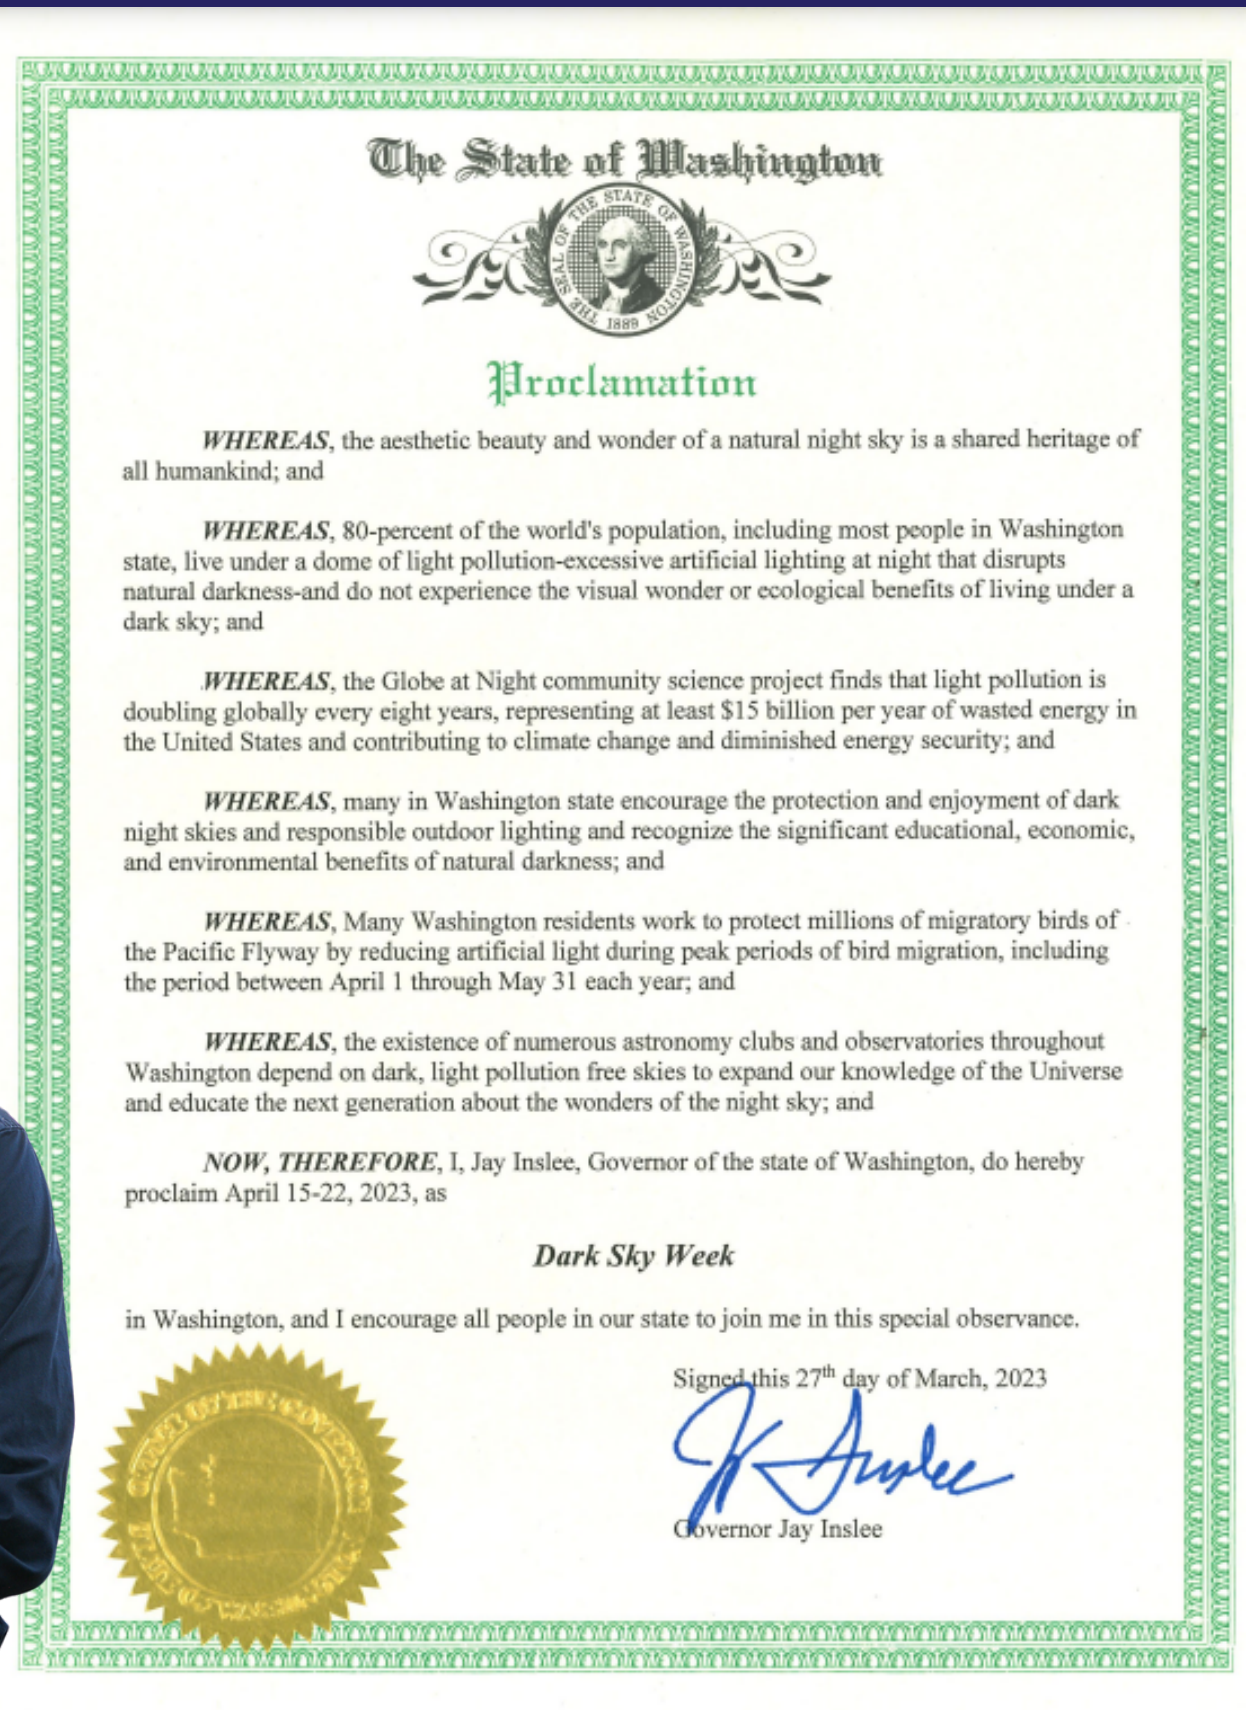 The State of Washington
THE SEAL OF THE STATE OF WASHINGTON
1889
Proclamation
WHEREAS, the aesthetic beauty and wonder of a natural night sky is a shared heritage of
all humankind; and
WHEREAS, 80-percent of the world's population, including most people in Washington
state, live under a dome of light pollution-excessive artificial lighting at night that disrupts
natural darkness-and do not experience the visual wonder or ecological benefits of living under a
dark sky; and
WHEREAS, the Globe at Night community science project finds that light pollution is
doubling globally every eight years, representing at least $15 billion per year of wasted energy in
the United States and contributing to climate change and diminished energy security; and
WHEREAS, many in Washington state encourage the protection and enjoyment of dark
night skies and responsible outdoor lighting and recognize the significant educational, economic,
and environmental benefits of natural darkness; and
WHEREAS, Many Washington residents work to protect millions of migratory birds of
the Pacific Flyway by reducing artificial light during peak periods of bird migration, including
the period between April 1 through May 31 each year; and
WHEREAS, the existence of numerous astronomy clubs and observatories throughout
Washington depend on dark, light pollution free skies to expand our knowledge of the Universe
and educate the next generation about the wonders of the night sky; and
NOW, THEREFORE, I, Jay Inslee, Governor of the state of Washington, do hereby
proclaim April 15-22, 2023, as
Dark Sky Week
in Washington, and I encourage all people in our state to join me in this special observance.
Signed this 27th day of March, 2023
Jay Inslee
Governor Jay Inslee
OFFICE OF THE GOVERNOR